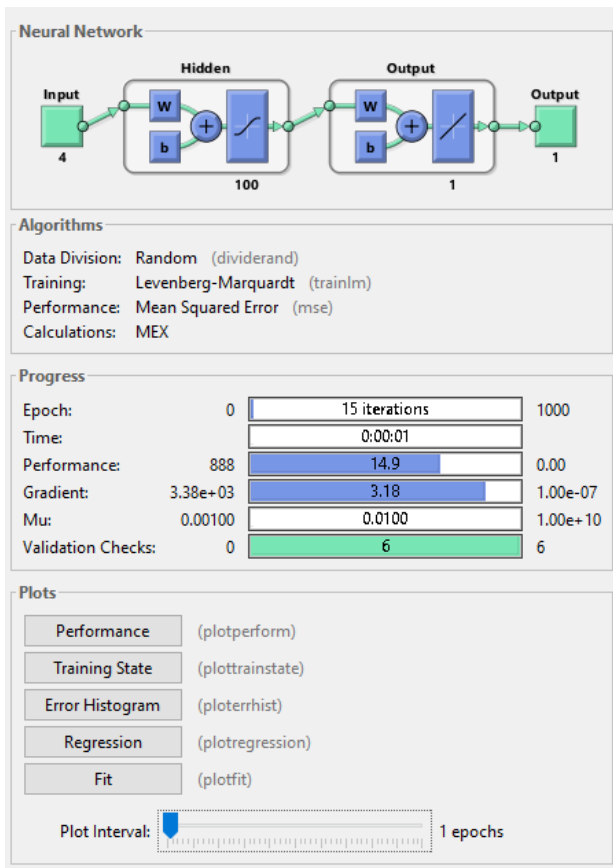 Neural Network
Hidden Output
Input Output
W b + W b +
4 100 1 1
Algorithms
Data Division: Random (dividerand)
Training: Levenberg-Marquardt (trainlm)
Performance: Mean Squared Error (mse)
Calculations: MEX
Progress
Epoch: 0 15 iterations 1000
Time: 0:00:01
Performance: 888 14.9 0.00
Gradient: 3.38e+03 3.18 1.00e-07
Mu: 0.00100 0.0100 1.00e+10
Validation Checks: 0 6 6
Plots
Performance (plotperform)
Training State (plottrainstate)
Error Histogram (ploterrhist)
Regression (plotregression)
Fit (plotfit)
Plot Interval: 1 epochs